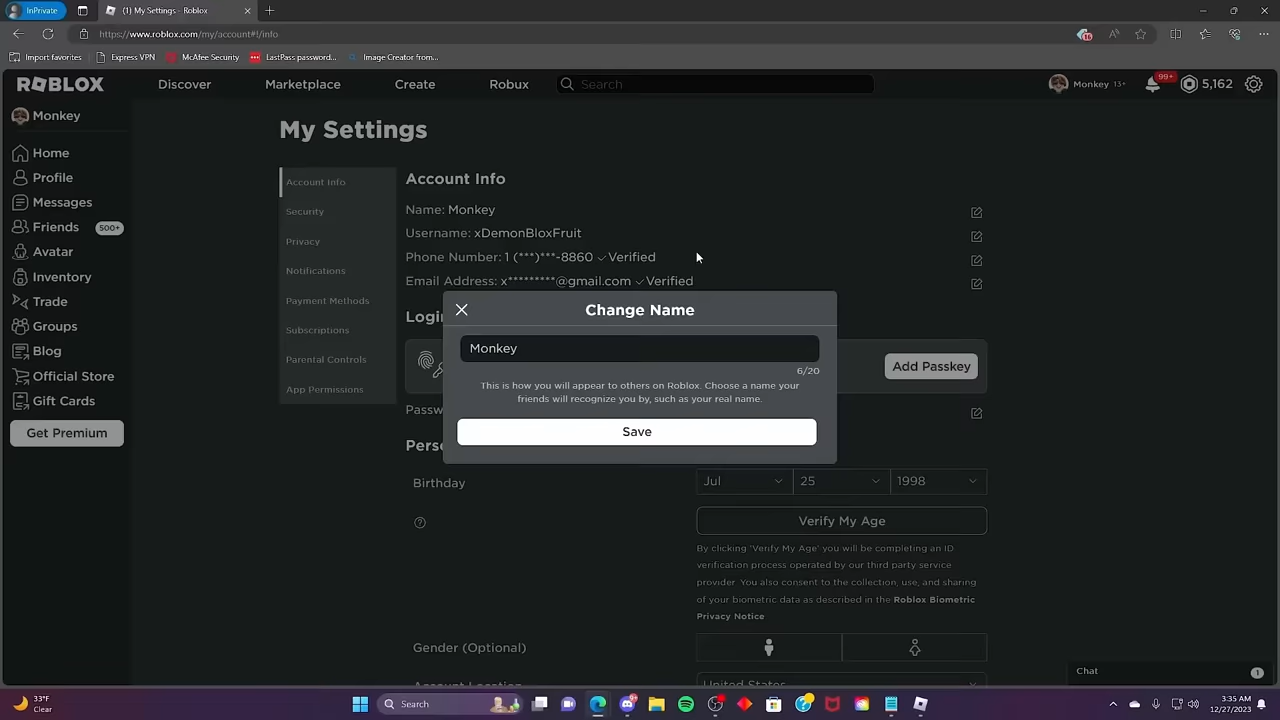 InPrivate
(1) My Settings - Roblox
https://www.roblox.com/my/account#!/info
16
Import favorites
Express VPN
McAfee Security
LastPass password...
Image Creator from...
ROBLOX
Discover
Marketplace
Create
Robux
Search
Monkey 13+
99+
5,162
Monkey
Home
Profile
Messages
Friends 500+
Avatar
Inventory
Trade
Groups
Blog
Official Store
Gift Cards
Get Premium
My Settings
Account Info
Security
Privacy
Notifications
Payment Methods
Subscriptions
Parental Controls
App Permissions
Account Info
Name: Monkey
Username: xDemonBloxFruit
Phone Number: 1 (***)***-8860 Verified
Email Address: x*********@gmail.com Verified
Login
Add Passkey
Passw
Perso
Change Name
Monkey
6/20
This is how you will appear to others on Roblox. Choose a name your
friends will recognize you by, such as your real name.
Save
Birthday
Jul 25 1998
Verify My Age
By clicking 'Verify My Age' you will be completing an ID
verification process operated by our third party service
provider. You also consent to the collection, use, and sharing
of your biometric data as described in the Roblox Biometric
Privacy Notice
Gender (Optional)
Account Location
United States
Chat 1
33°F
Clear
Search
3:35 AM
12/27/2023